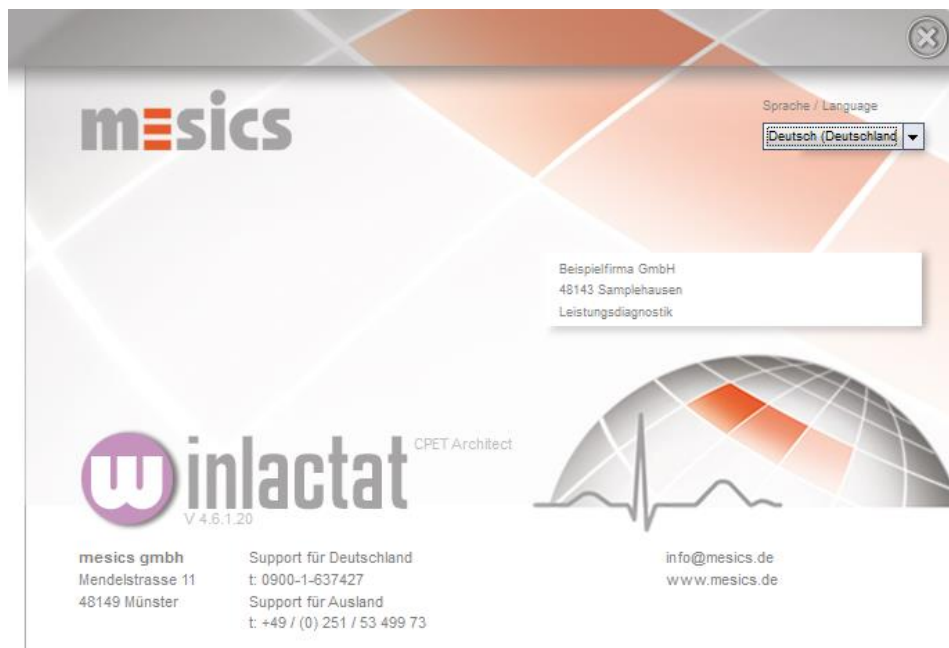 mesics
Sprache / Language
Deutsch (Deutschland
Beispielfirma GmbH
48143 Samplehausen
Leistungsdiagnostik
winlactat
CPET Architect
V 4.6.1.20
mesics gmbh
Mendelstrasse 11
48149 Münster
Support für Deutschland
t: 0900-1-637427
Support für Ausland
t: +49 / (0) 251 / 53 499 73
info@mesics.de
www.mesics.de